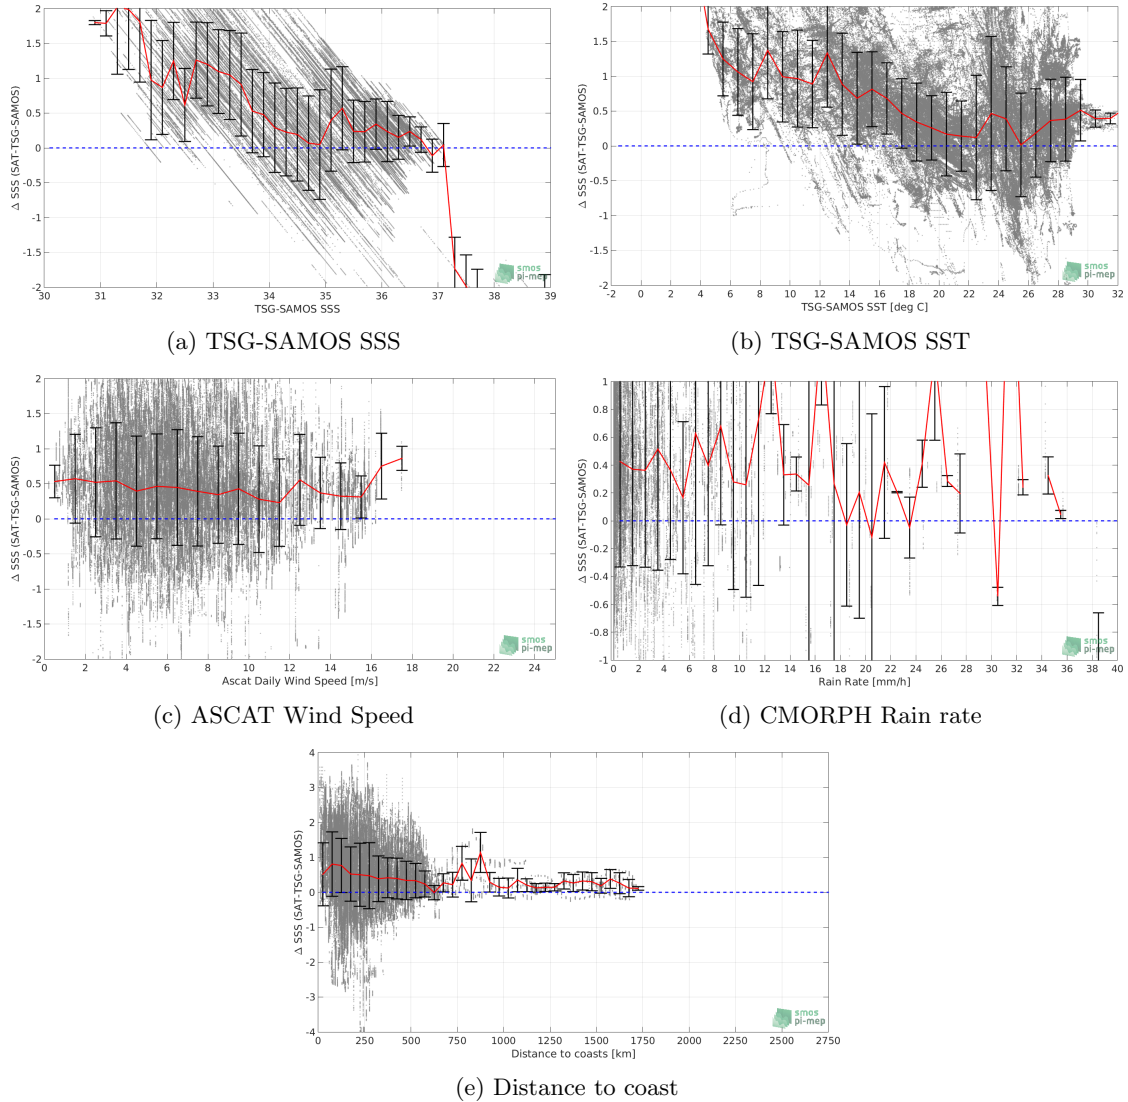 2
1.5
1
0.5
0
-0.5
-1
-1.5
-2
Δ SSS (SAT-TSG-SAMOS)
30 31 32 33 34 35 36 37 38 39
TSG-SAMOS SSS
smos
pi-mep
(a) TSG-SAMOS SSS
2
1.5
1
0.5
0
-0.5
-1
-1.5
-2
Δ SSS (SAT-TSG-SAMOS)
-2 0 2 4 6 8 10 12 14 16 18 20 22 24 26 28 30 32
TSG-SAMOS SST [deg C]
smos
pi-mep
(b) TSG-SAMOS SST
2
1.5
1
0.5
0
-0.5
-1
-1.5
-2
Δ SSS (SAT-TSG-SAMOS)
0 2 4 6 8 10 12 14 16 18 20 22 24
Ascat Daily Wind Speed [m/s]
smos
pi-mep
(c) ASCAT Wind Speed
1
0.8
0.6
0.4
0.2
0
-0.2
-0.4
-0.6
-0.8
-1
Δ SSS (SAT-TSG-SAMOS)
0 2 4 6 8 10 12 14 16 18 20 22 24 26 28 30 32 34 36 38 40
Rain Rate [mm/h]
smos
pi-mep
(d) CMORPH Rain rate
4
3
2
1
0
-1
-2
-3
-4
Δ SSS (SAT-TSG-SAMOS)
0 250 500 750 1000 1250 1500 1750 2000 2250 2500 2750
Distance to coasts [km]
smos
pi-mep
(e) Distance to coast